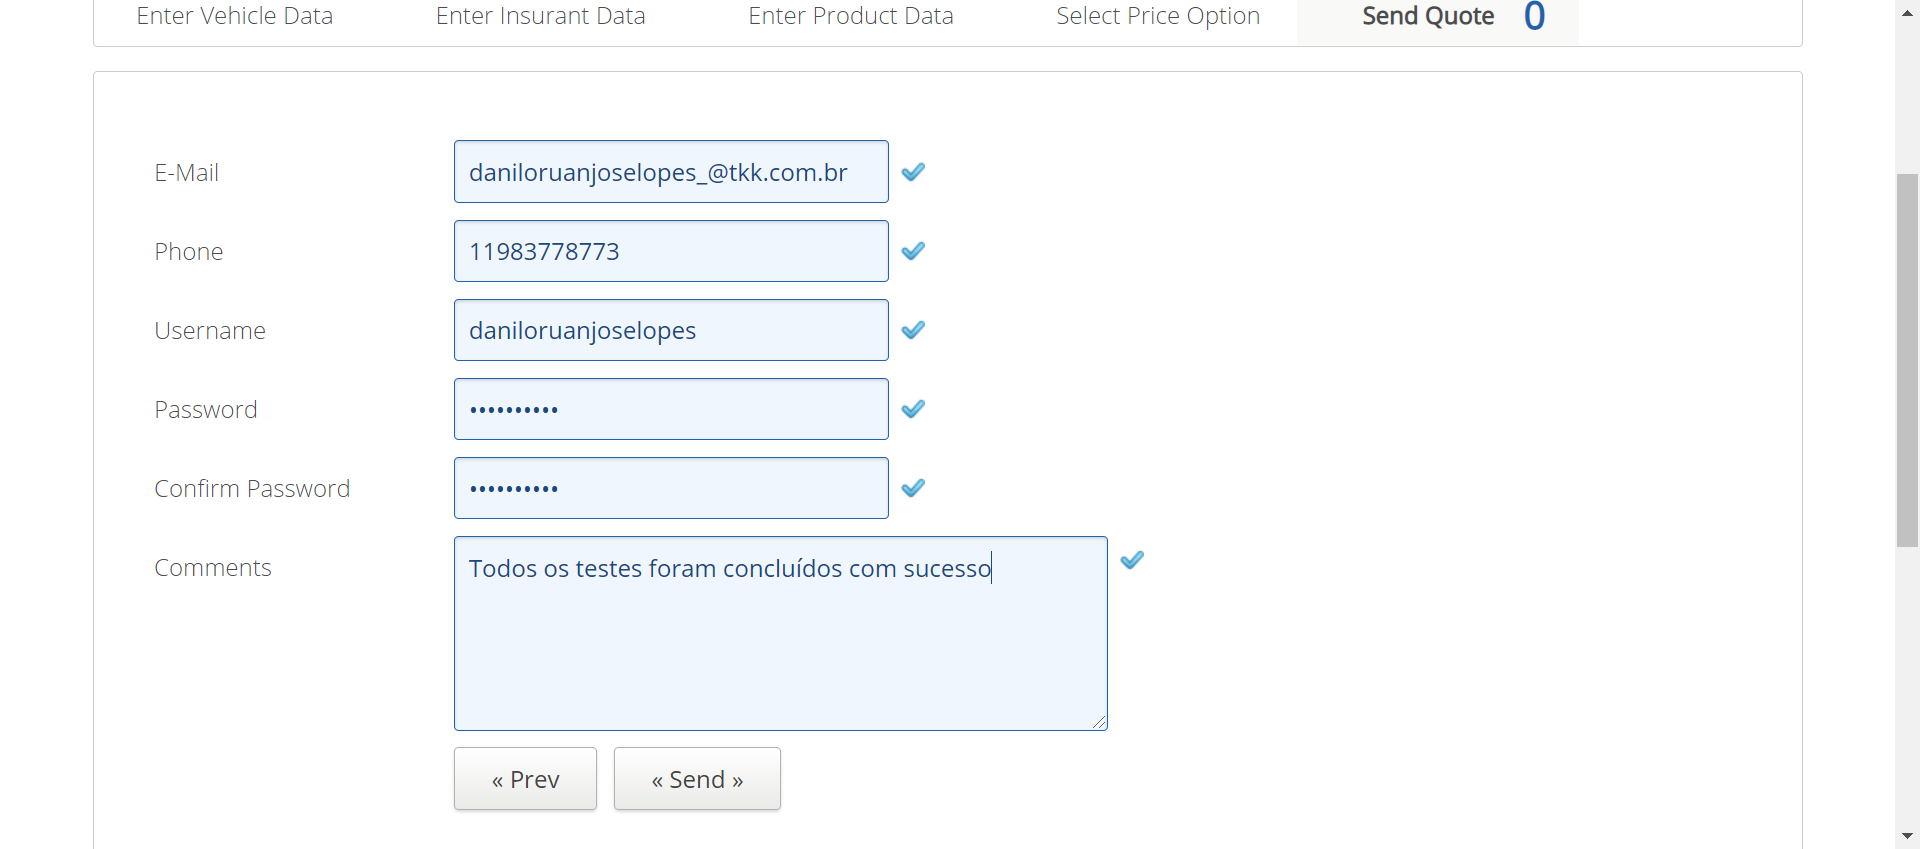 Enter Vehicle Data Enter Insurant Data Enter Product Data Select Price Option Send Quote 0
E-Mail daniloruanjoselopes_@tkk.com.br
Phone 11983778773
Username daniloruanjoselopes
Password ••••••••••
Confirm Password ••••••••••
Comments Todos os testes foram concluídos com sucesso
« Prev « Send »